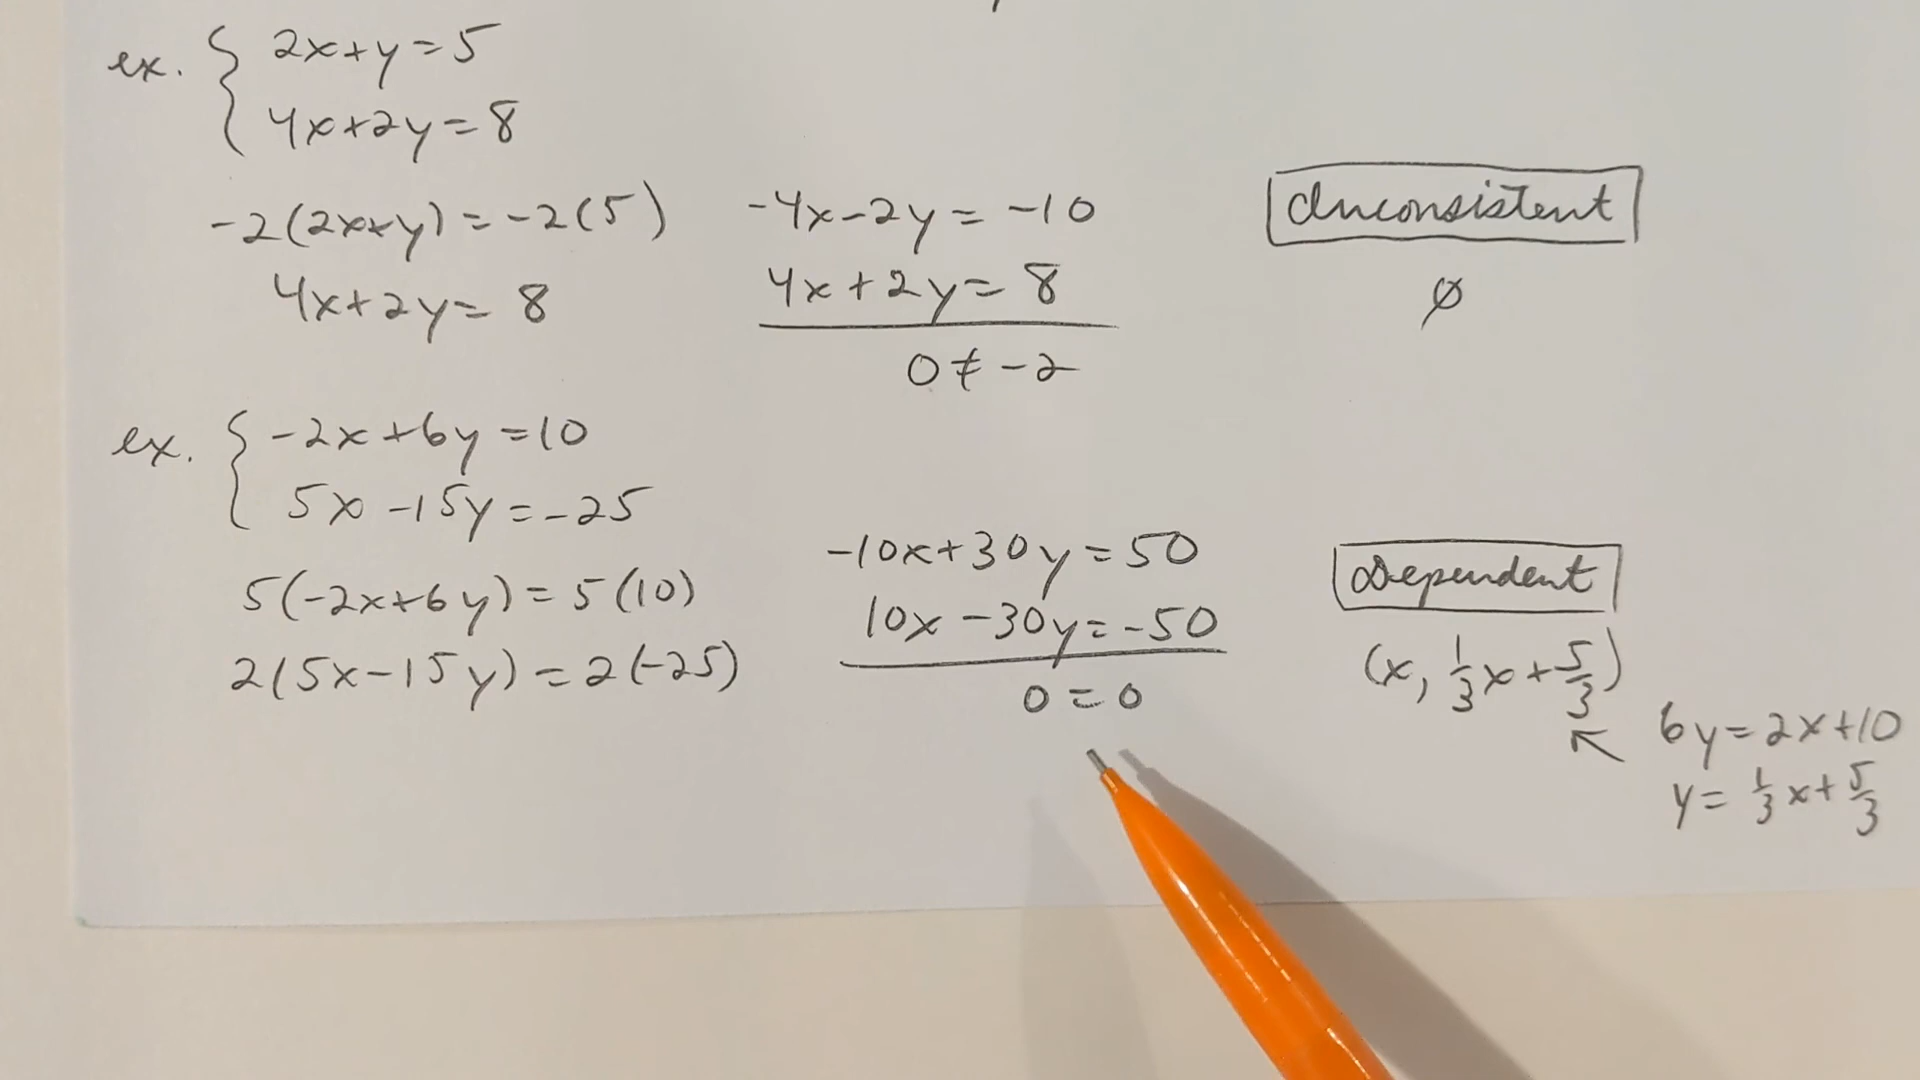 ex. { 2x+y=5
4x+2y=8
-2(2x+y)=-2(5)
4x+2y=8
-4x-2y=-10
4x+2y=8
0≠-2
Inconsistent
∅
ex. { -2x+6y=10
5x-15y=-25
5(-2x+6y)=5(10)
2(5x-15y)=2(-25)
-10x+30y=50
10x-30y=-50
0=0
Dependent
(x, 1/3x+5/3)
↖ 6y=2x+10
y=1/3x+5/3